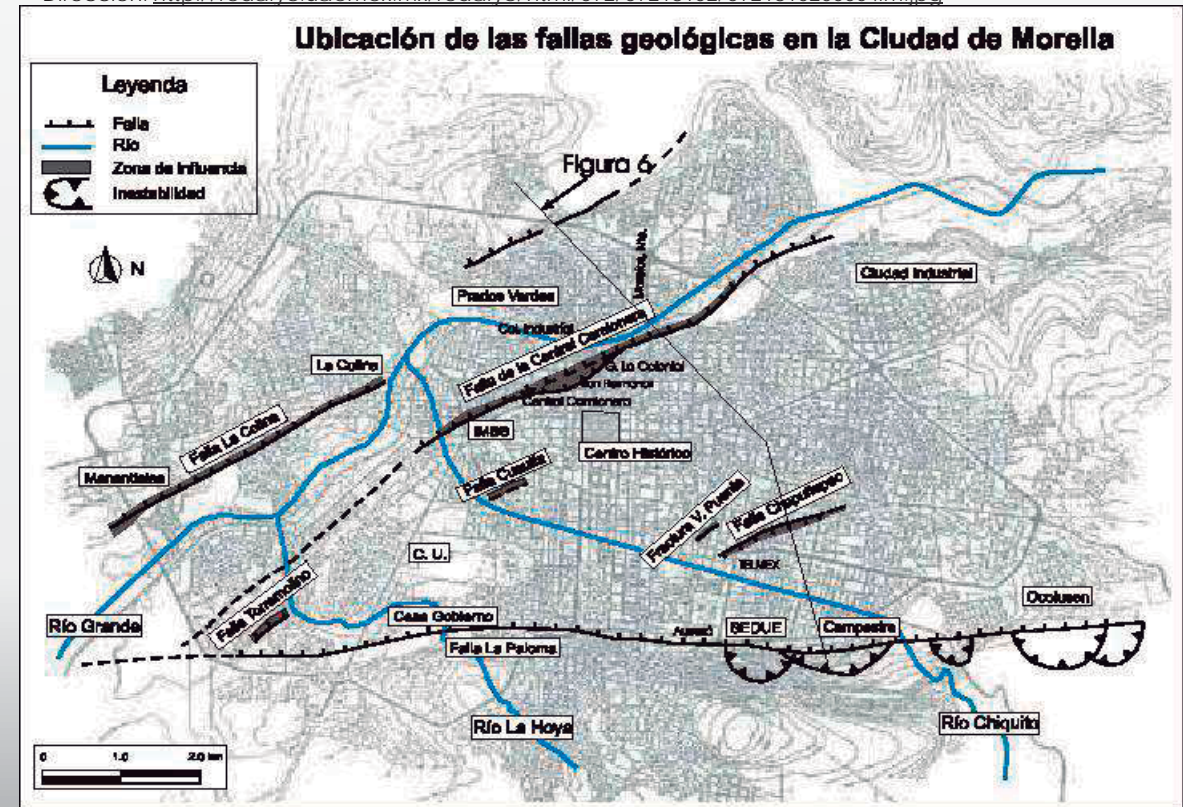 Ubicación de las fallas geológicas en la Ciudad de Morelia
Leyenda
Falla
Río
Zona de Influencia
Inestabilidad
Figura 6
N
Ciudad Industrial
Prados Verdes
Col. Industrial
Falla de la Central Camionera
La Colina
Central Camionera
IMSS
Falla La Colina
Centro Histórico
Manantiales
Falla Cuautla
Falla Chapultepec
Fractura V. Puente
C. U.
TELMEX
Ocolusen
Falla Torremolino
Casa Gobierno
Río Grande
SEDUE
Campestre
Falla La Paloma
Río La Hoya
Río Chiquito
0 1.0 2.0 km